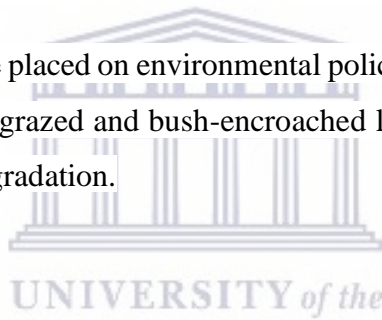 placed on environmental polic
grazed and bush-encroached l
gradation.
UNIVERSITY of the